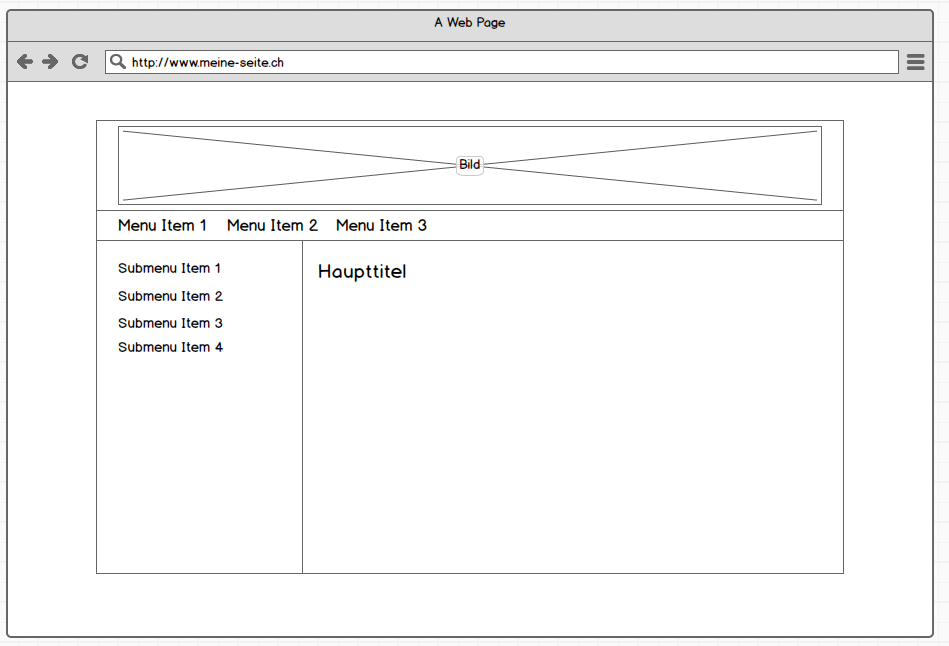 A Web Page
http://www.meine-seite.ch
Bild
Menu Item 1 Menu Item 2 Menu Item 3
Submenu Item 1
Submenu Item 2
Submenu Item 3
Submenu Item 4
Haupttitel